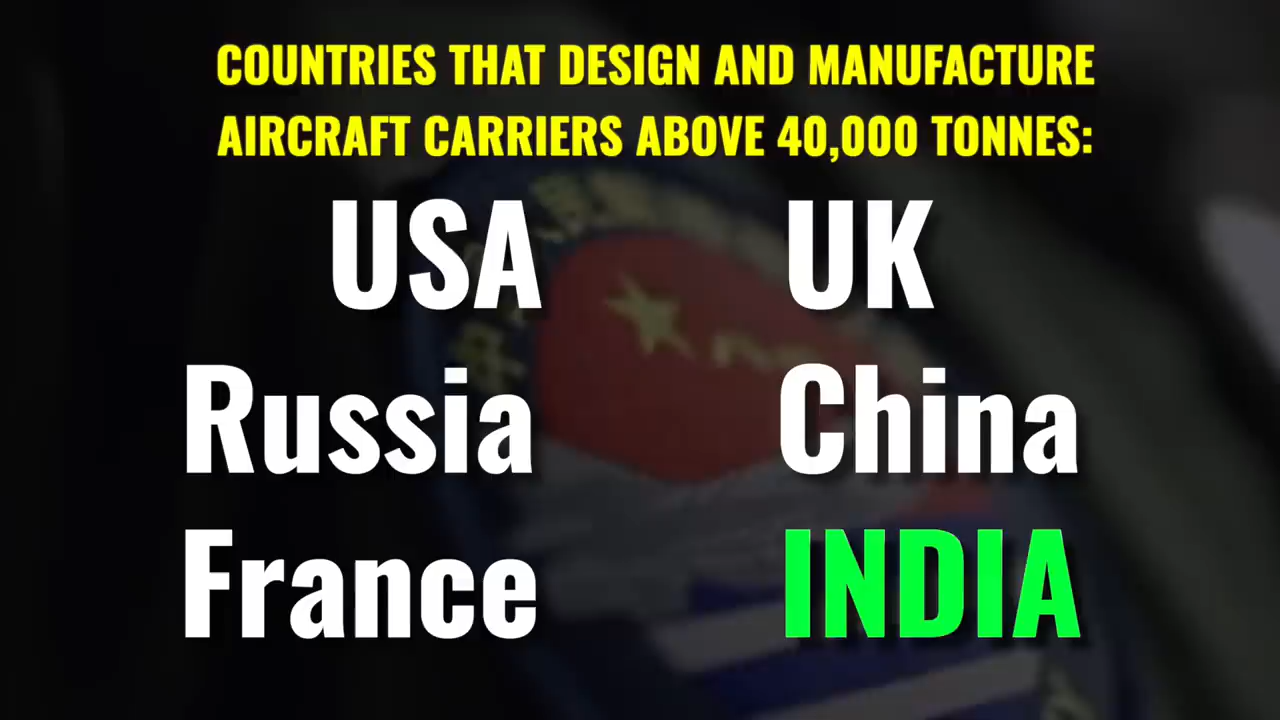 COUNTRIES THAT DESIGN AND MANUFACTURE
AIRCRAFT CARRIERS ABOVE 40,000 TONNES:
USA UK
Russia China
France INDIA